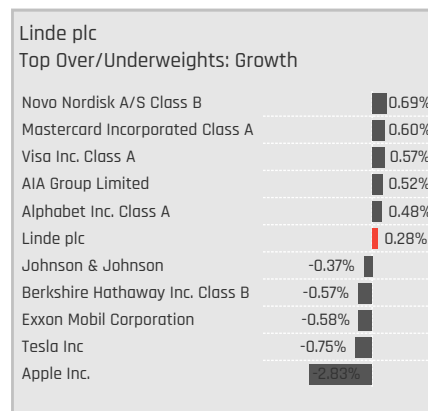 Linde plc
Top Over/Underweights: Growth
Novo Nordisk A/S Class B 0.69%
Mastercard Incorporated Class A 0.60%
Visa Inc. Class A 0.57%
AIA Group Limited 0.52%
Alphabet Inc. Class A 0.48%
Linde plc 0.28%
Johnson & Johnson -0.37%
Berkshire Hathaway Inc. Class B -0.57%
Exxon Mobil Corporation -0.58%
Tesla Inc -0.75%
Apple Inc. -2.83%